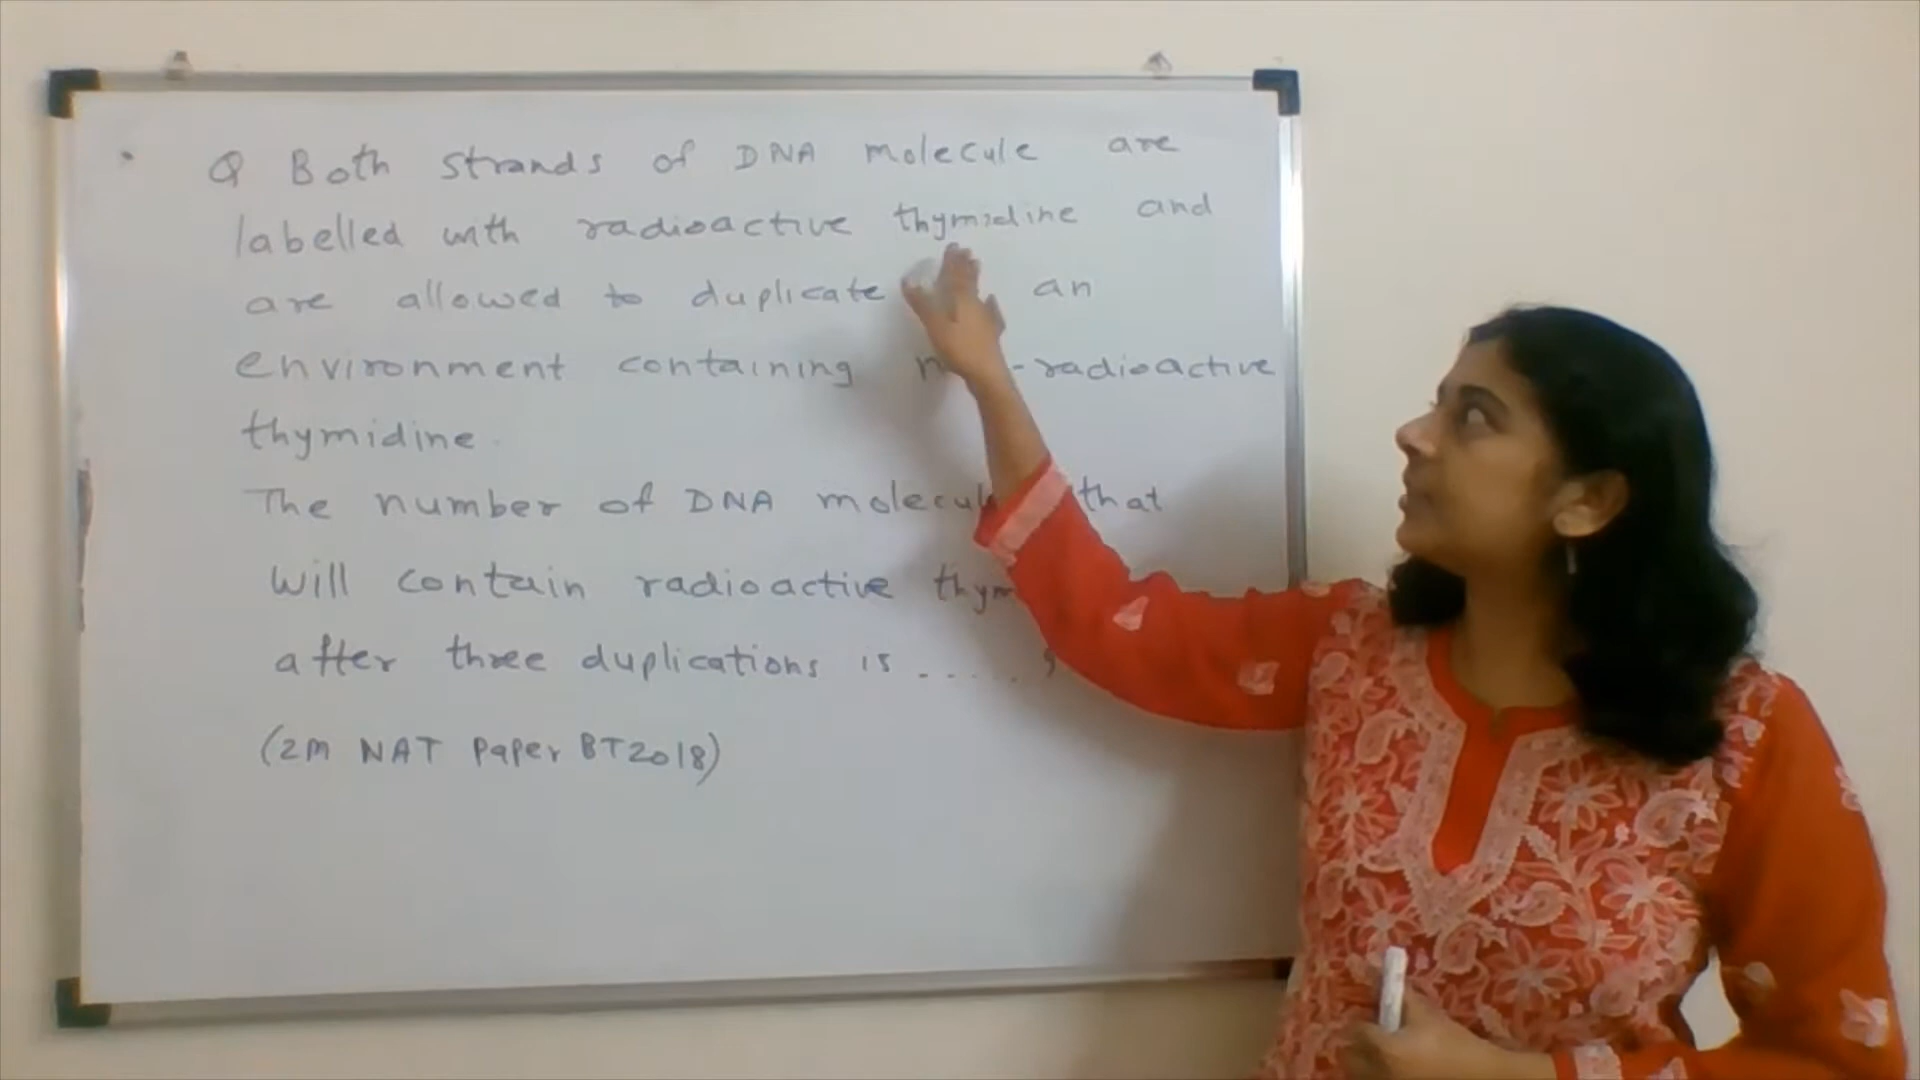 Q Both strands of DNA molecule are
labelled with radioactive thymidine and
are allowed to duplicate an
environment containing -radioactive
thymidine.
The number of DNA that
will contain radioactive
after three duplications is .....
(2M NAT Paper BT2018)